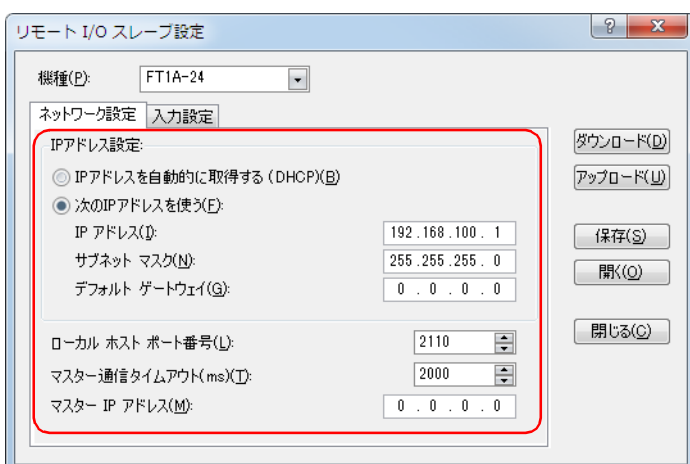 リモート I/O スレーブ設定
機種(P): FT1A-24
ネットワーク設定 入力設定
IPアドレス設定:
IPアドレスを自動的に取得する(DHCP)(B)
次のIPアドレスを使う(F):
IP アドレス(I): 192.168.100. 1
サブネット マスク(N): 255.255.255. 0
デフォルト ゲートウェイ(G): 0 . 0 . 0 . 0
ローカル ホスト ポート番号(L): 2110
マスター通信タイムアウト(ms)(T): 2000
マスター IP アドレス(M): 0 . 0 . 0 . 0
ダウンロード(D)
アップロード(U)
保存(S)
開く(O)
閉じる(C)